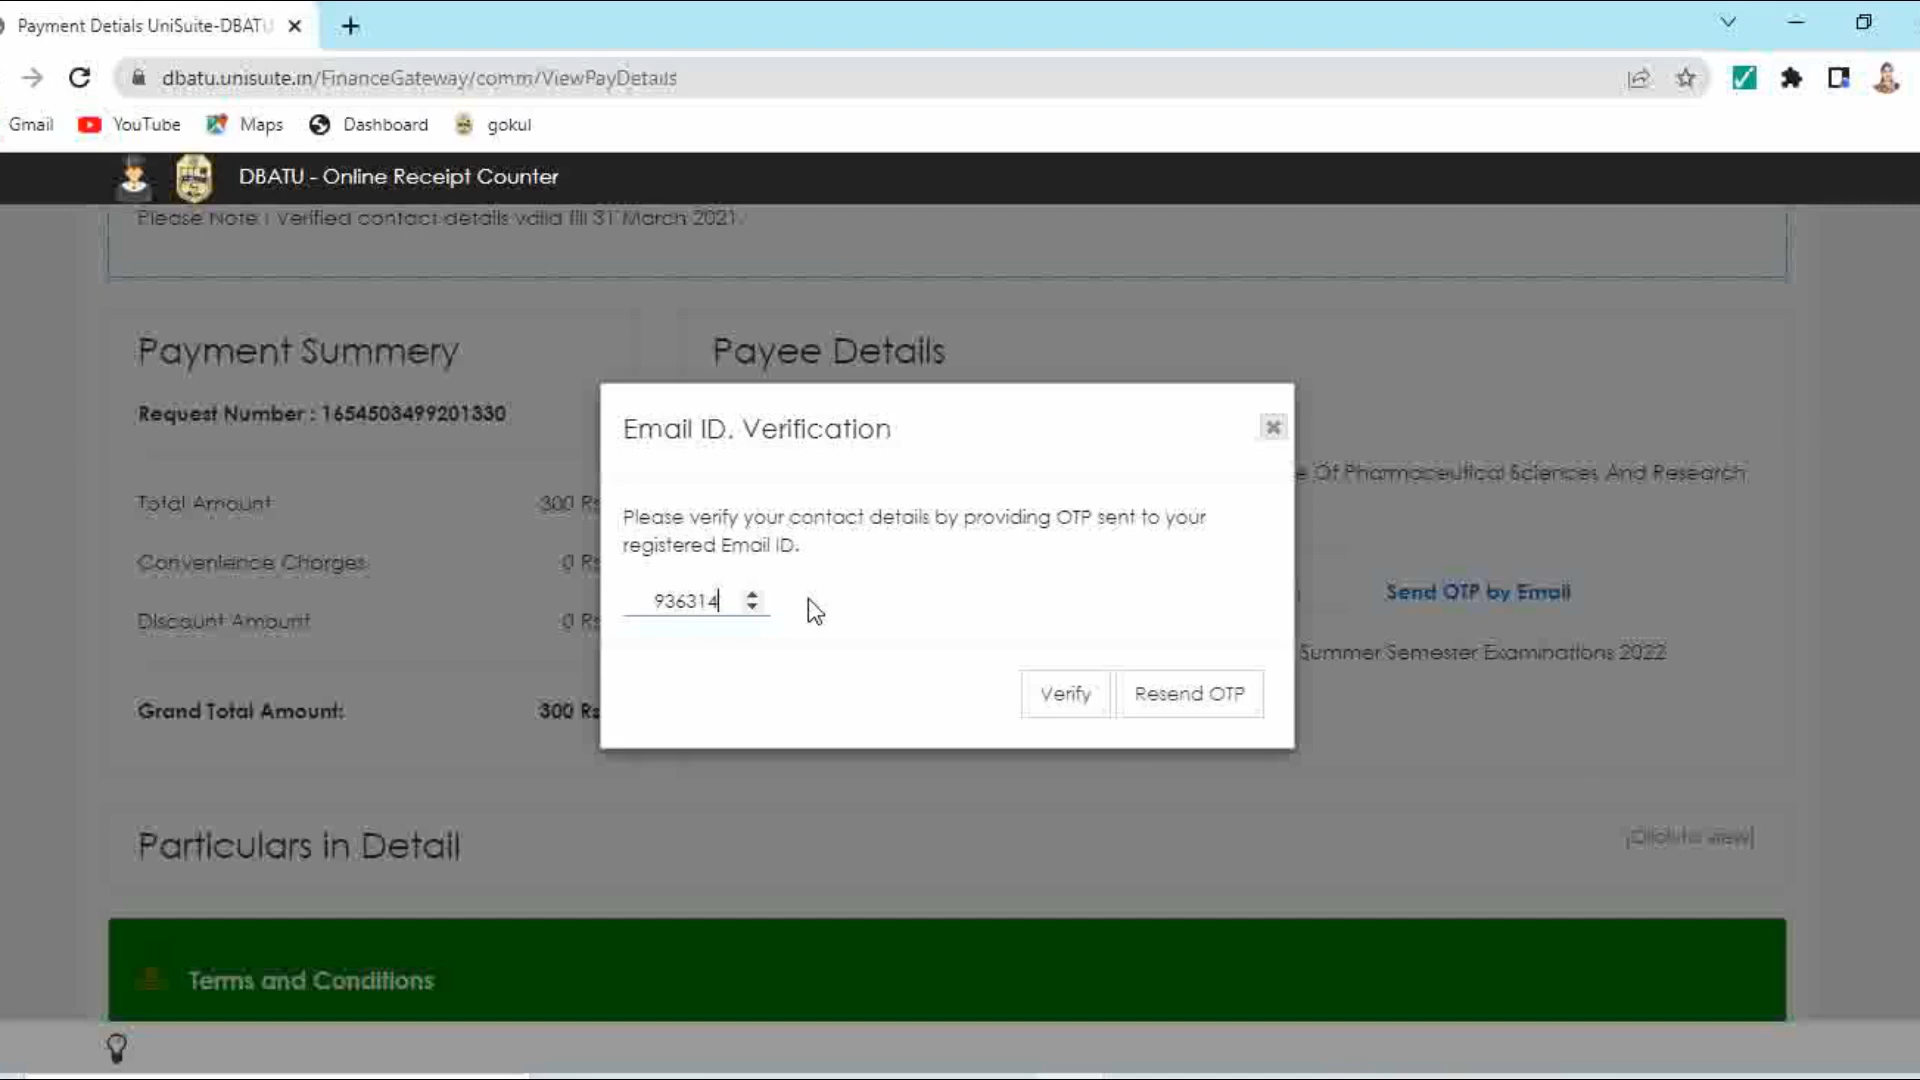 Payment Detials UniSuite-DBATU
dbatu.unisuite.in/FinanceGateway/comm/ViewPayDetails
Gmail YouTube Maps Dashboard gokul
DBATU - Online Receipt Counter
Please Note : Verified contact details valid till 31 March 2021.
Payment Summery
Payee Details
Request Number : 1654503499201330
Email ID. Verification
e Of Pharmaceutical Sciences And Research
Total Amount 300 Rs
Please verify your contact details by providing OTP sent to your
registered Email ID.
Convenience Charges 0 Rs
936314
Send OTP by Email
Discount Amount 0 Rs
Summer Semester Examinations 2022
Verify Resend OTP
Grand Total Amount: 300 Rs
Particulars in Detail
[Click to view]
Terms and Conditions